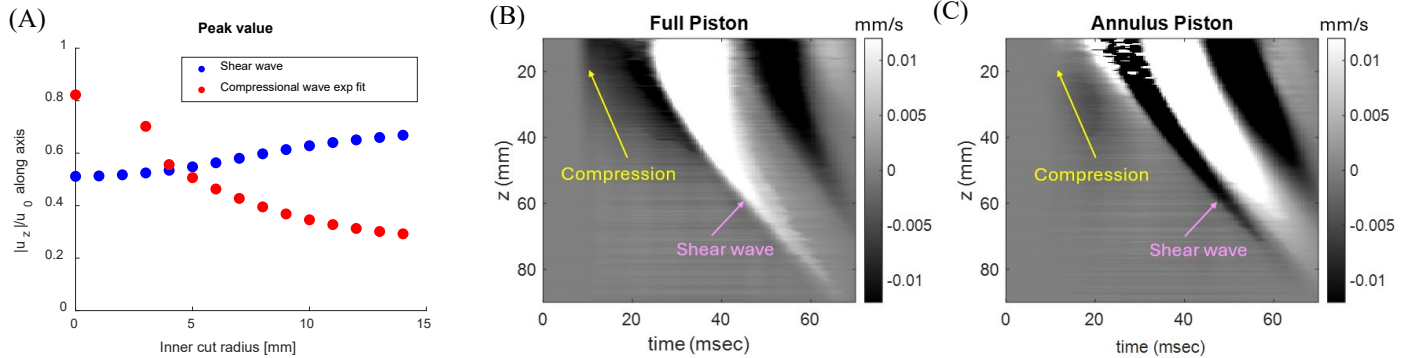 (A)
Peak value
Shear wave
Compressional wave exp fit
1
0.8
0.6
0.4
0.2
0
|u z|/u 0 along axis
0
5
10
15
Inner cut radius [mm]
(B)
Full Piston
mm/s
20
40
60
80
z (mm)
Compression
Shear wave
0.01
0.005
0
-0.005
-0.01
0
20
40
60
time (msec)
(C)
Annulus Piston
mm/s
20
40
60
80
z (mm)
Compression
Shear wave
0.01
0.005
0
-0.005
-0.01
0
20
40
60
time (msec)